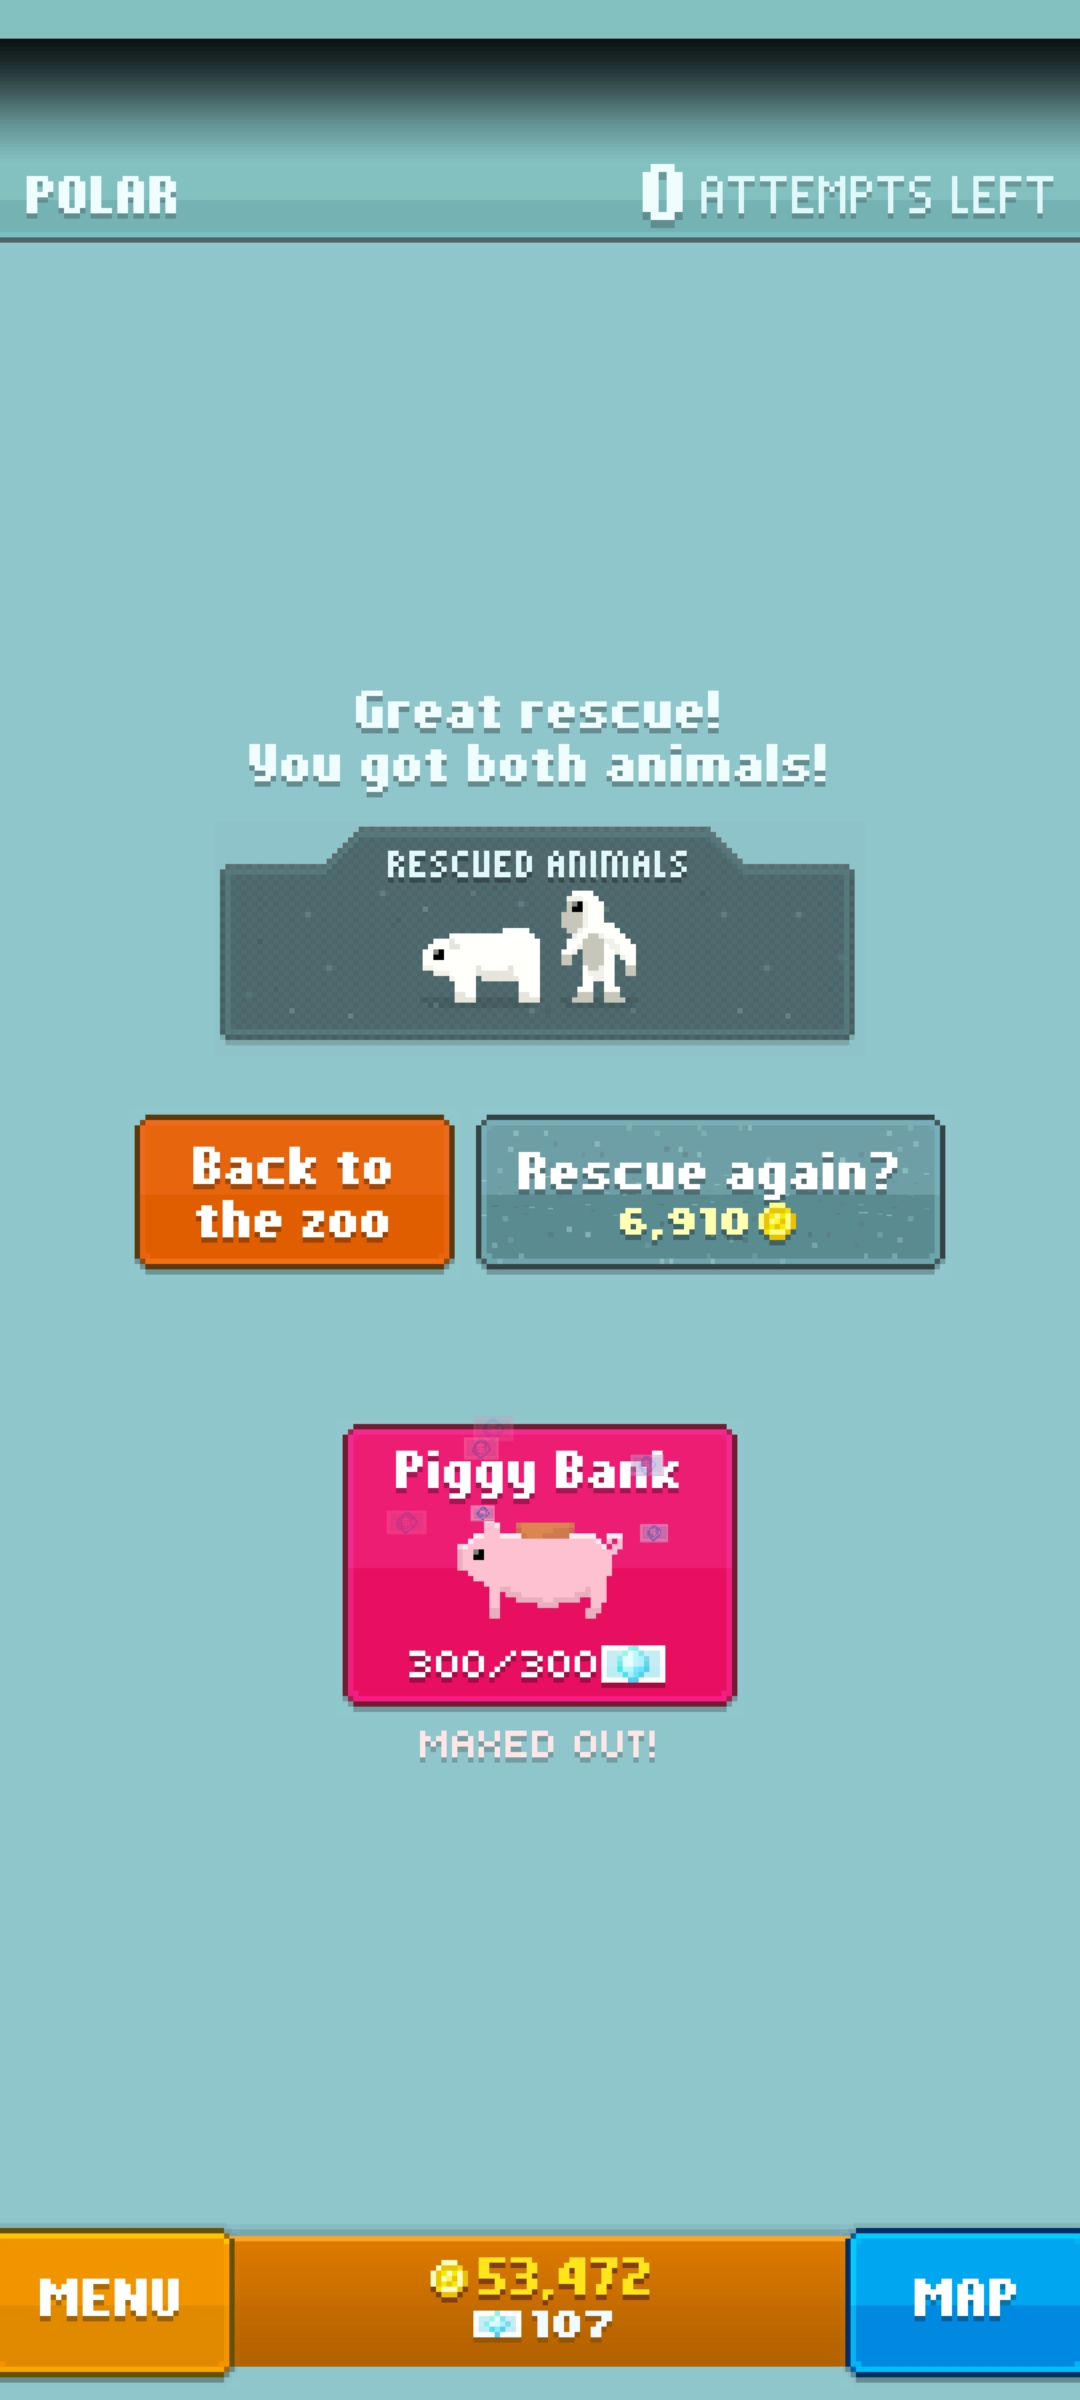 POLAR
0 ATTEMPTS LEFT
Great rescue!
You got both animals!
RESCUED ANIMALS
Back to
the zoo
Rescue again?
6,910
Piggy Bank
300/300
MAXED OUT!
MENU
53,472
107
MAP